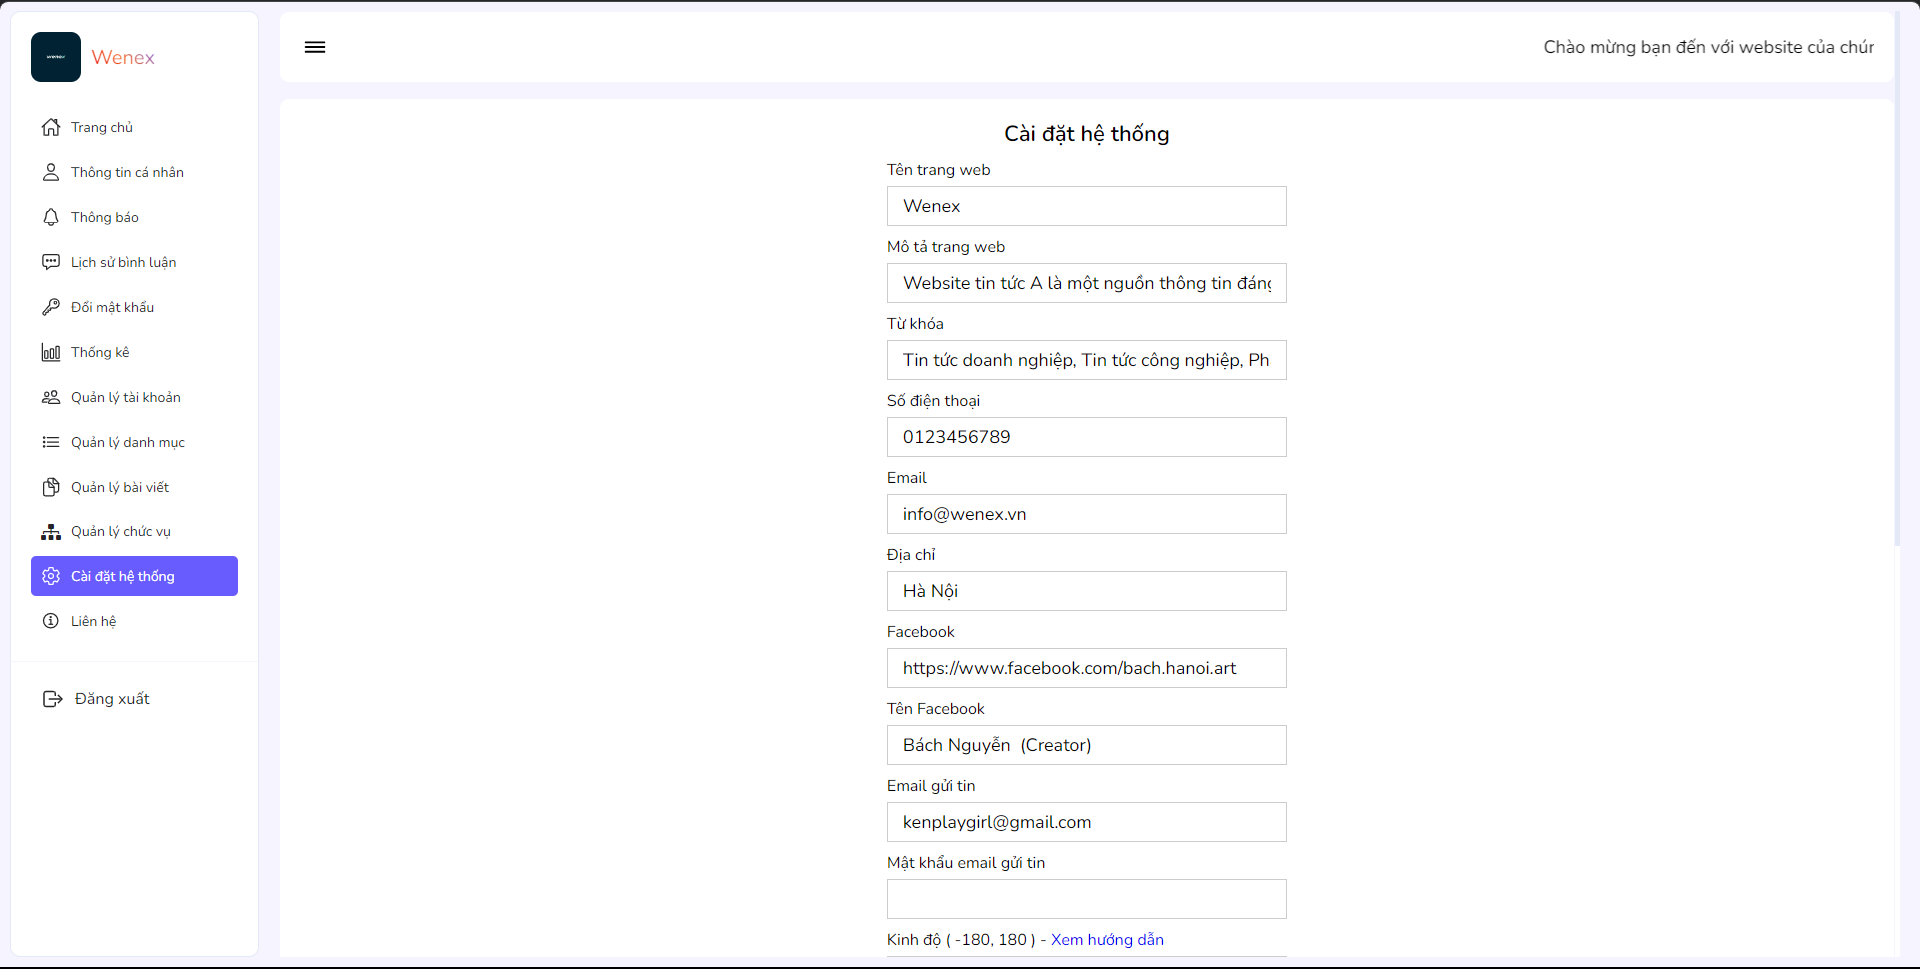 wenex
Wenex
Trang chủ
Thông tin cá nhân
Thông báo
Lịch sử bình luận
Đổi mật khẩu
Thống kê
Quản lý tài khoản
Quản lý danh mục
Quản lý bài viết
Quản lý chức vụ
Cài đặt hệ thống
Liên hệ
Đăng xuất
Chào mừng bạn đến với website của chúr
Cài đặt hệ thống
Tên trang web
Wenex
Mô tả trang web
Website tin tức A là một nguồn thông tin đáng
Từ khóa
Tin tức doanh nghiệp, Tin tức công nghiệp, Ph
Số điện thoại
0123456789
Email
info@wenex.vn
Địa chỉ
Hà Nội
Facebook
https://www.facebook.com/bach.hanoi.art
Tên Facebook
Bách Nguyễn  (Creator)
Email gửi tin
kenplaygirl@gmail.com
Mật khẩu email gửi tin
Kinh độ ( -180, 180 ) - Xem hướng dẫn